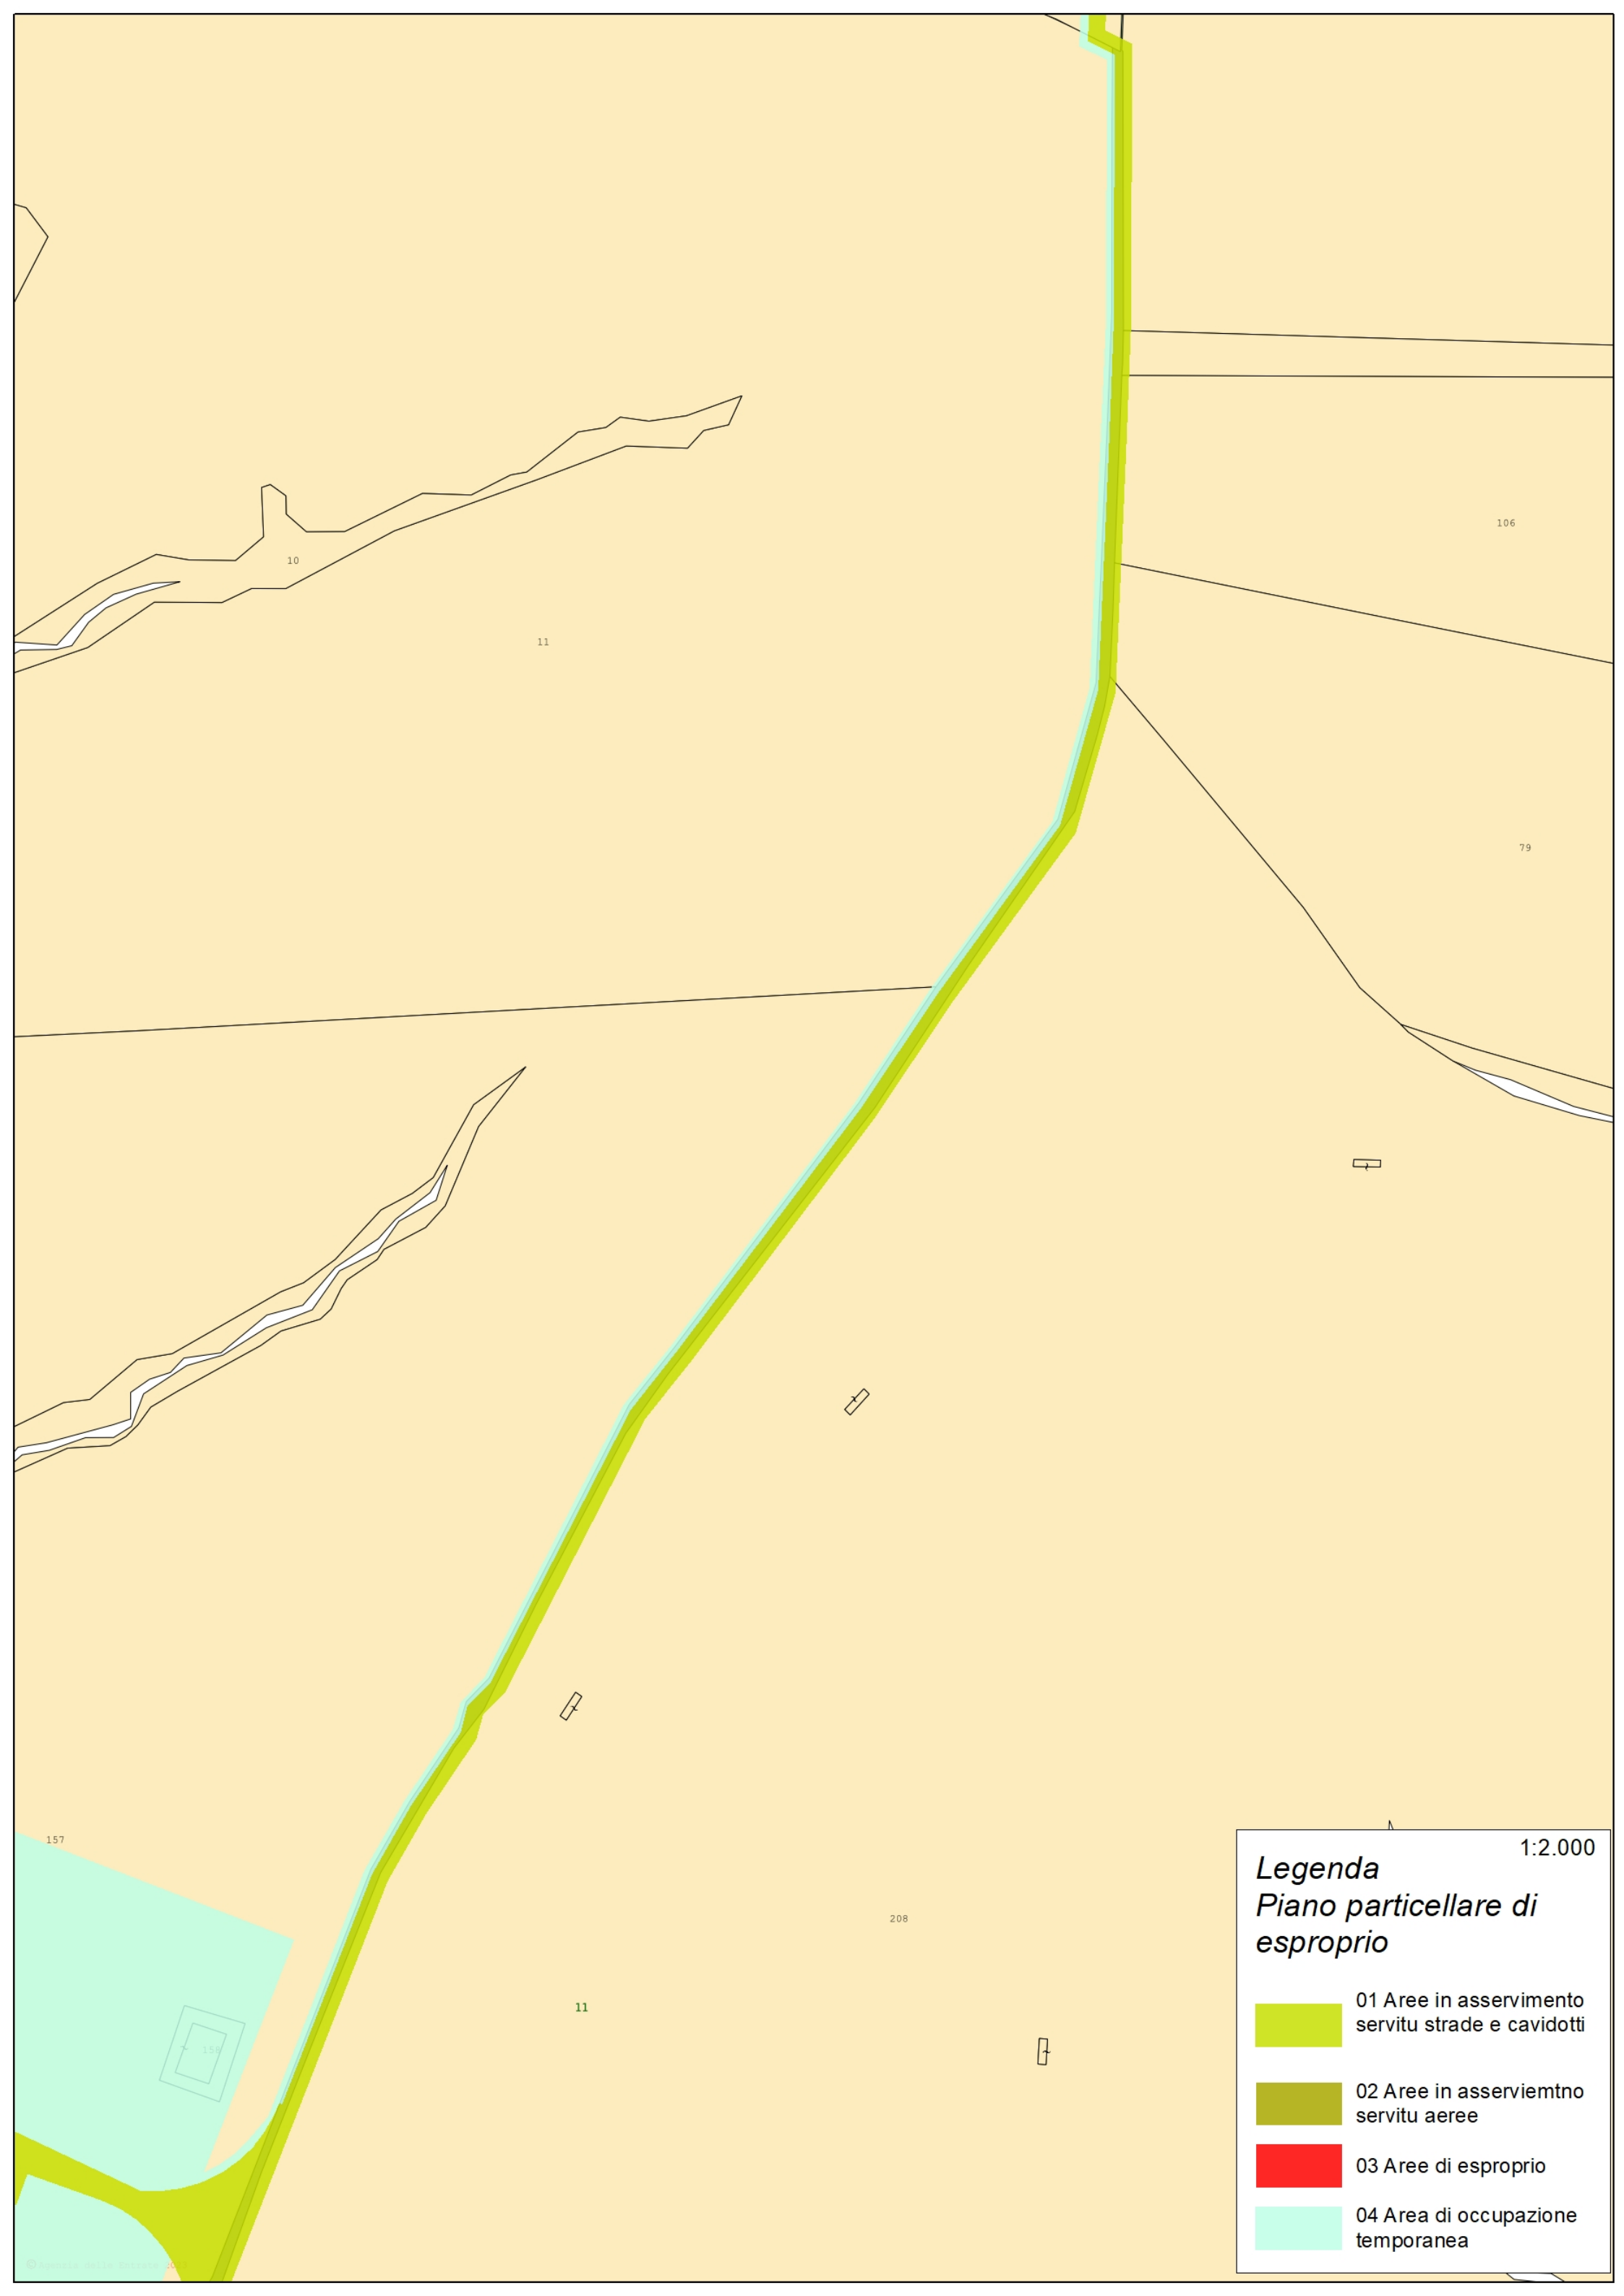 106
10
11
79
157
1:2.000
Legenda
Piano particellare di
esproprio
208
01 Aree in asservimento
servitu strade e cavidotti
11
02 Aree in asserviemtno
servitu aeree
03 Aree di esproprio
04 Area di occupazione
temporanea